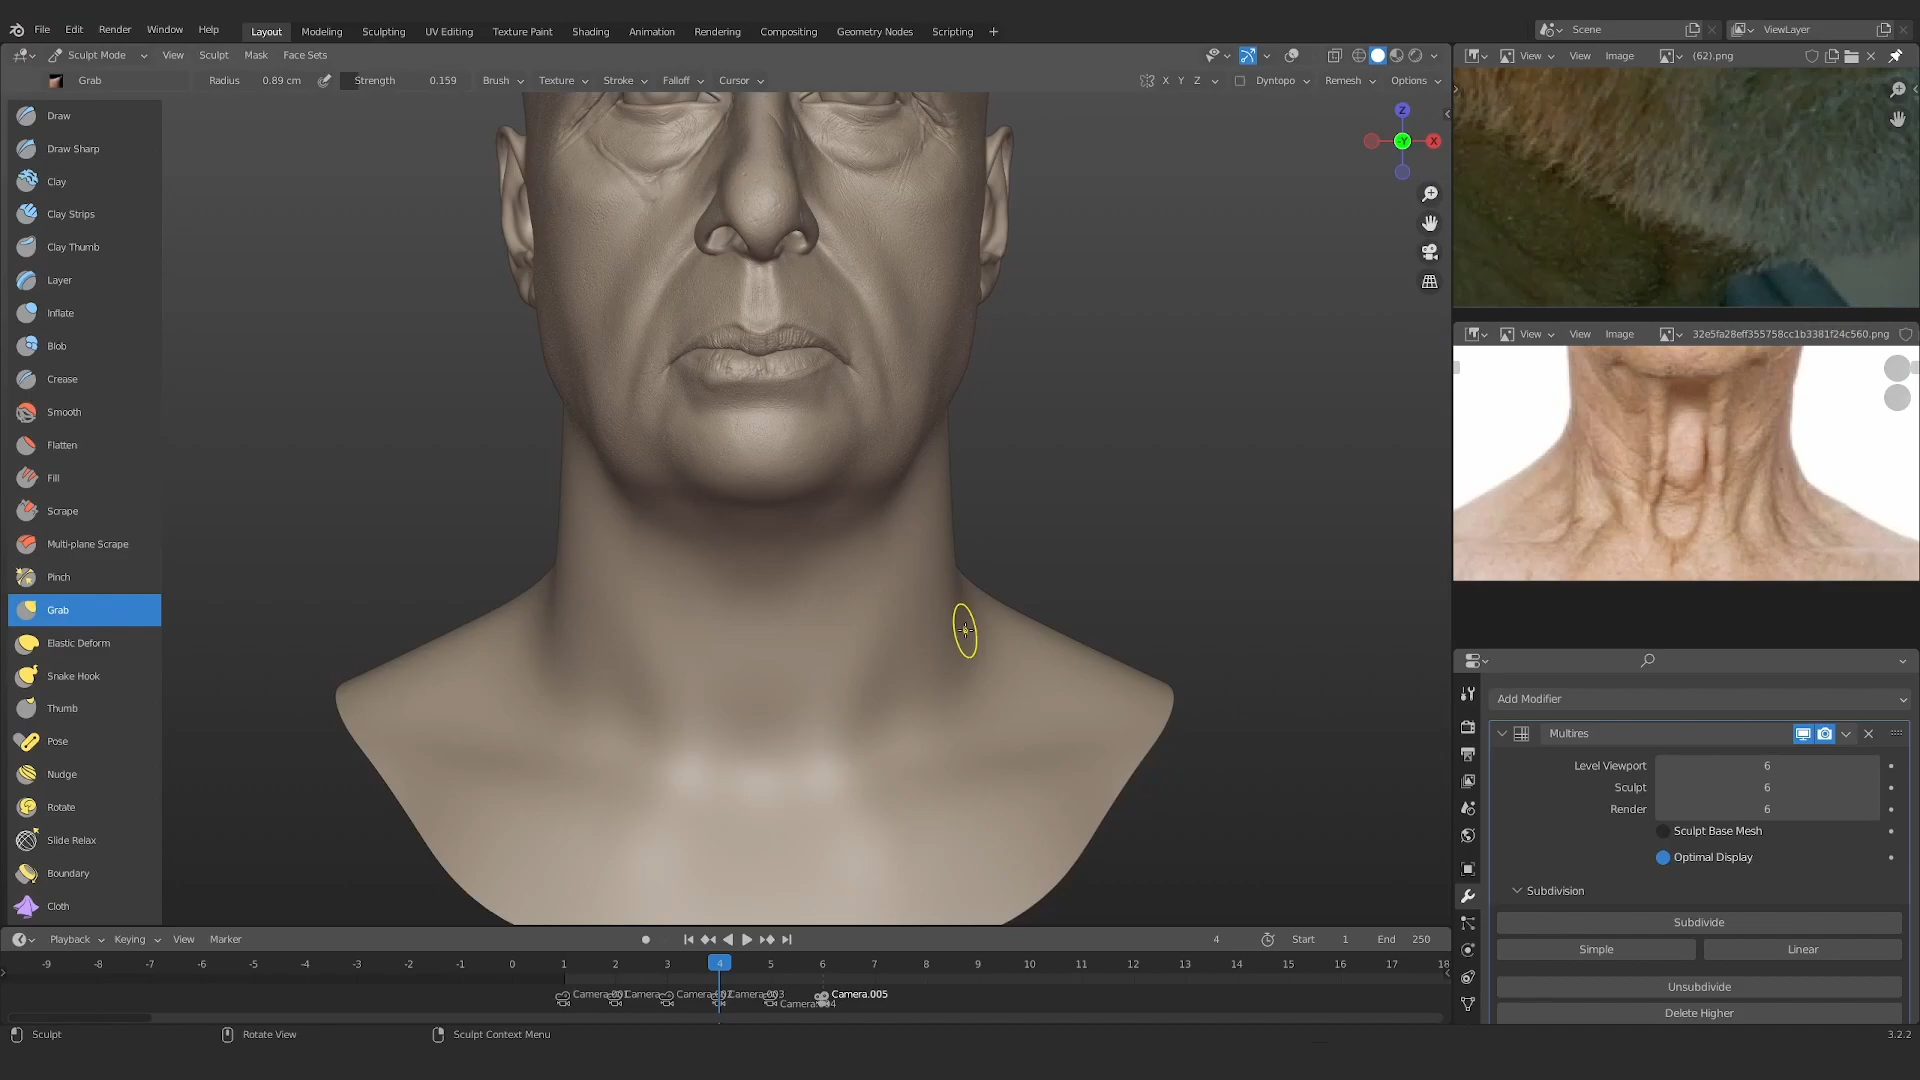 File Edit Render Window Help Layout Modeling Sculpting UV Editing Texture Paint Shading Animation Rendering Compositing Geometry Nodes Scripting + Scene ViewLayer
Sculpt Mode View Sculpt Mask Face Sets View View Image (62).png
Grab Radius 0.89 cm Strength 0.159 Brush Texture Stroke Falloff Cursor X Y Z Dyntopo Remesh Options
Draw
Draw Sharp
Clay
Clay Strips
Clay Thumb
Layer
Inflate
Blob
Crease
Smooth
Flatten
Fill
Scrape
Multi-plane Scrape
Pinch
Grab
Elastic Deform
Snake Hook
Thumb
Pose
Nudge
Rotate
Slide Relax
Boundary
Cloth
Z
Y X
View View Image 32e5fa28eff355758cc1b3381f24c560.png
Add Modifier
Multires
Level Viewport 6
Sculpt 6
Render 6
Sculpt Base Mesh
Optimal Display
Subdivision
Subdivide
Simple Linear
Unsubdivide
Delete Higher
Playback Keying View Marker 4 Start 1 End 250
-9 -8 -7 -6 -5 -4 -3 -2 -1 0 1 2 3 4 5 6 7 8 9 10 11 12 13 14 15 16 17 18
Camera.005
Sculpt Rotate View Sculpt Context Menu 3.2.2